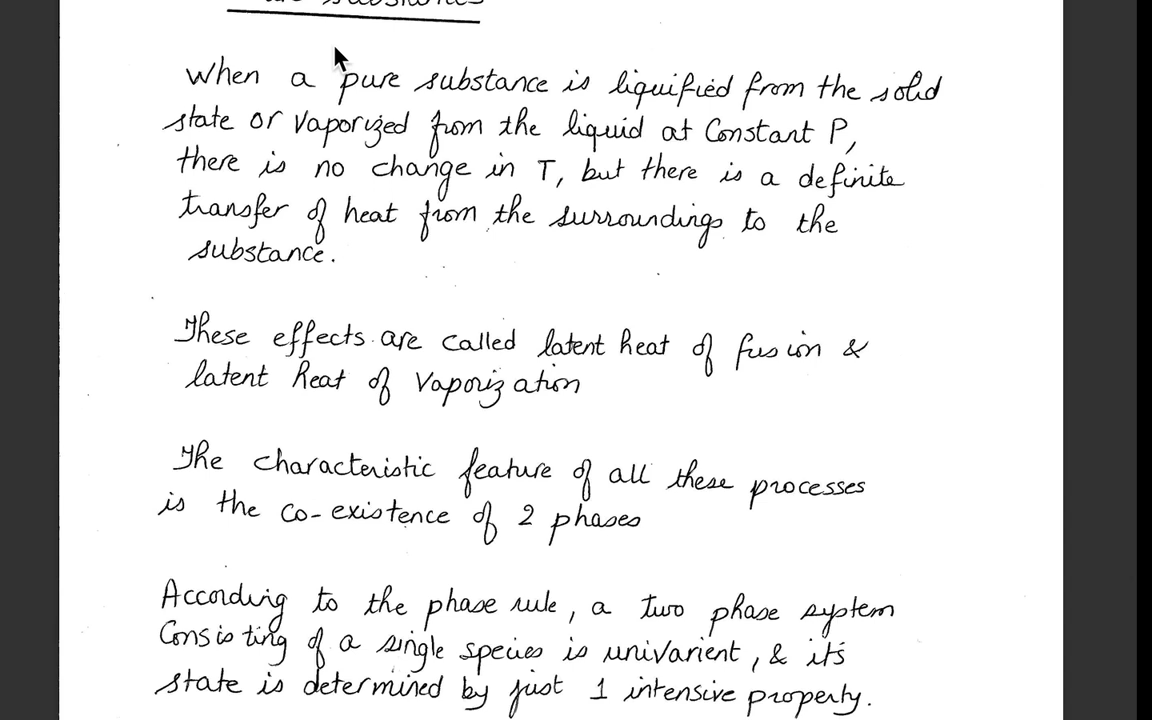 When a pure substance is liquified from the solid
state or vaporized from the liquid at Constant P,
there is no change in T, but there is a definite
transfer of heat from the surroundings to the
substance.
These effects are called latent heat of fusion &
latent heat of vaporization
The characteristic feature of all these processes
is the co-existence of 2 phases
According to the phase rule, a two phase system
Consisting of a single species is univarient, & it's
state is determined by just 1 intensive property.